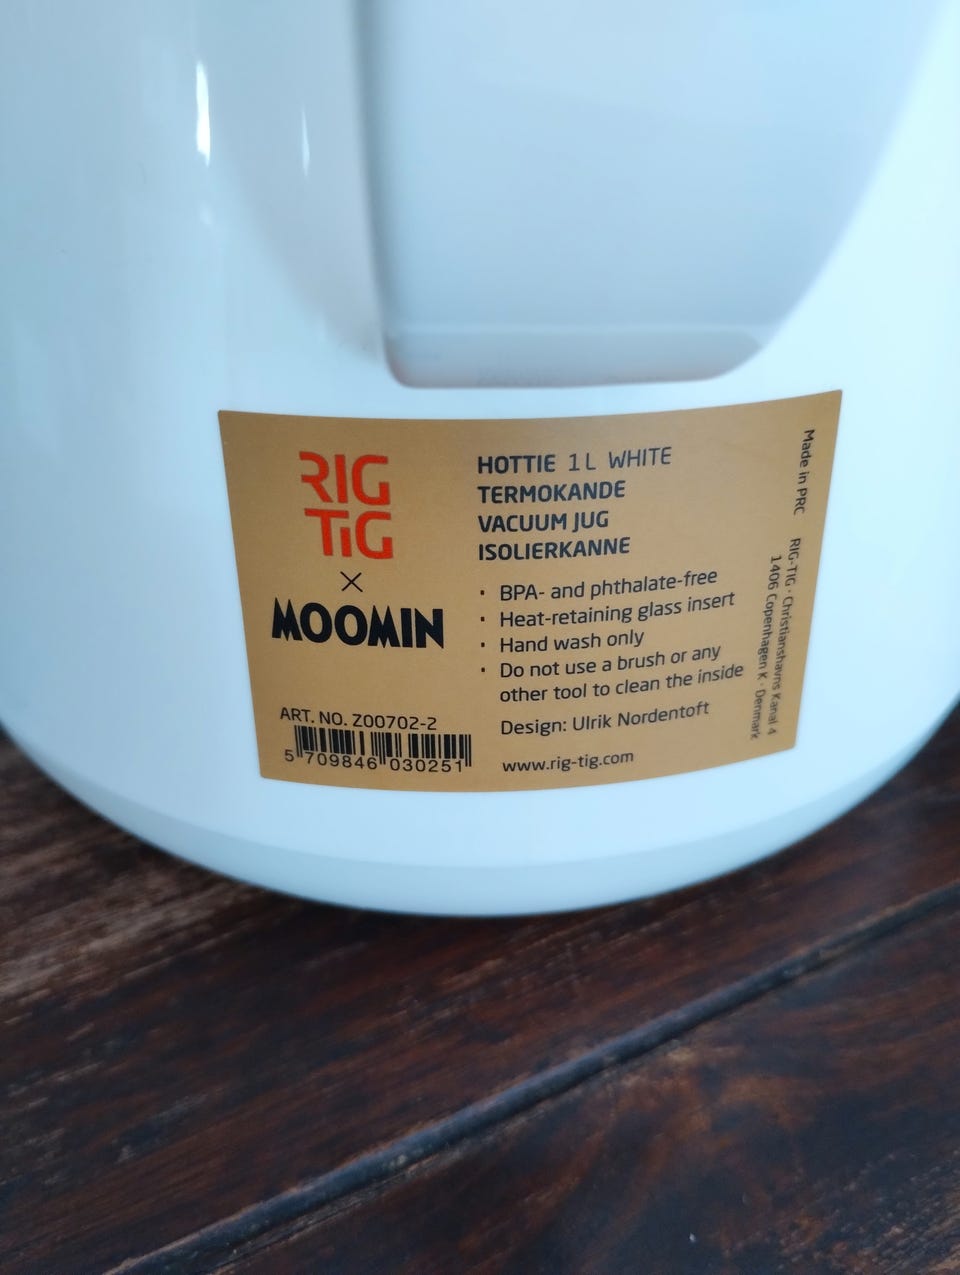 RIG
TIG
×
MOOMIN
ART. NO. Z00702-2
5 709846 030251
HOTTIE 1 L WHITE
TERMOKANDE
VACUUM JUG
ISOLIERKANNE
· BPA- and phthalate-free
· Heat-retaining glass insert
· Hand wash only
· Do not use a brush or any
other tool to clean the inside
Design: Ulrik Nordentoft
www.rig-tig.com
Made in PRC
RIG-TIG · Christianshavns Kanal 4
1406 Copenhagen K · Denmark